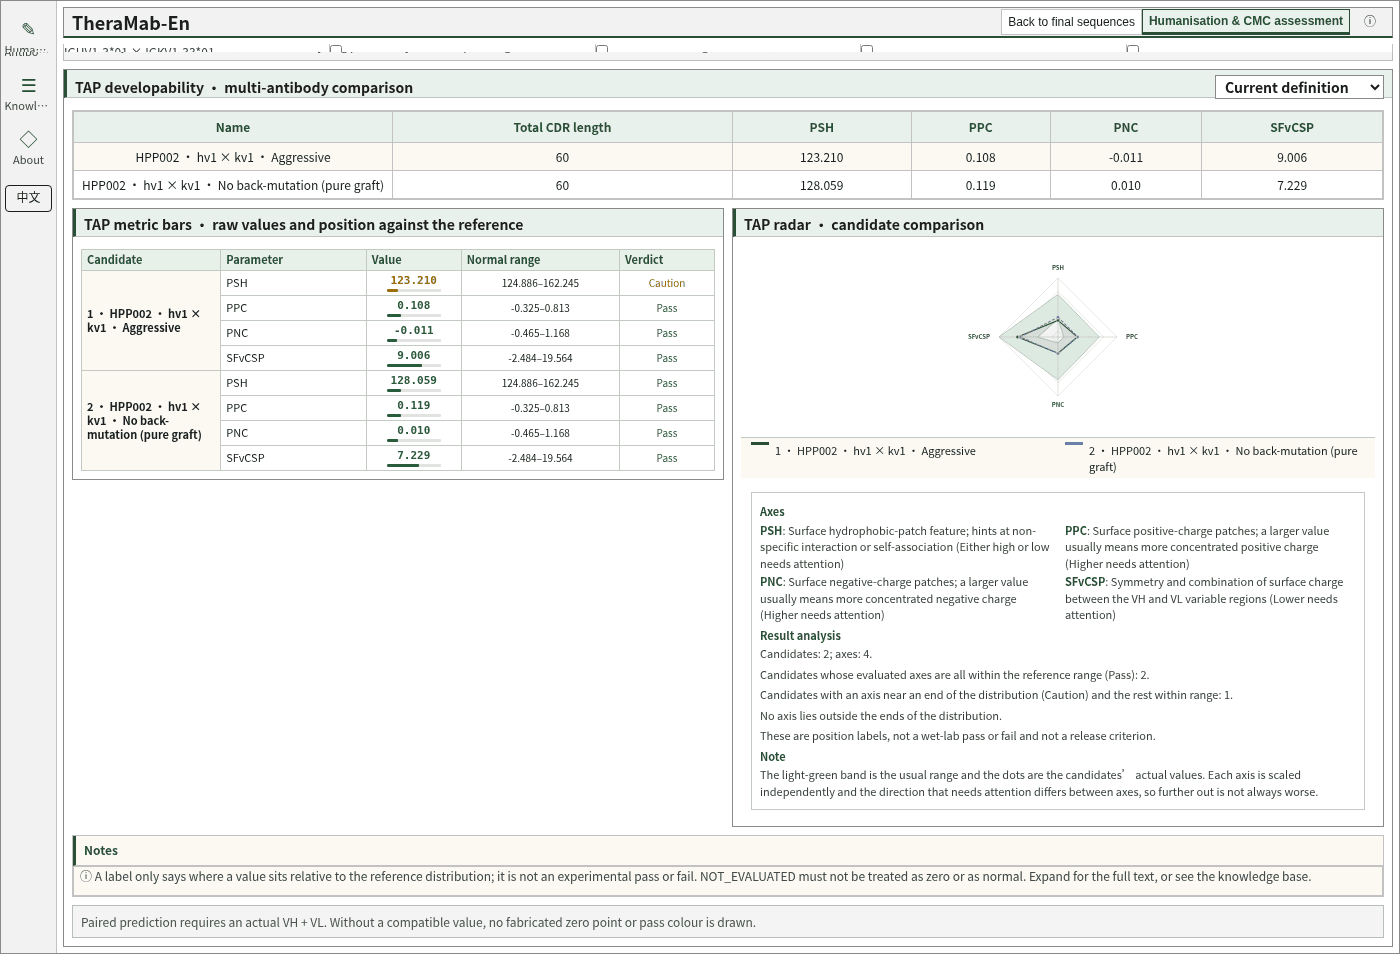 TheraMab-En
Back to final sequences
Humanisation & CMC assessment
ⓘ
Huma⋯
Knowl⋯
About
中文
TAP developability • multi-antibody comparison
Current definition
Name Total CDR length PSH PPC PNC SFvCSP
HPP002 · hv1 × kv1 · Aggressive 60 123.210 0.108 -0.011 9.006
HPP002 · hv1 × kv1 · No back-mutation (pure graft) 60 128.059 0.119 0.010 7.229
TAP metric bars • raw values and position against the reference
Candidate Parameter Value Normal range Verdict
1 · HPP002 · hv1 ×
kv1 · Aggressive
PSH 123.210 124.886–162.245 Caution
PPC 0.108 -0.325–0.813 Pass
PNC -0.011 -0.465–1.168 Pass
SFvCSP 9.006 -2.484–19.564 Pass
2 · HPP002 · hv1 ×
kv1 · No back-
mutation (pure graft)
PSH 128.059 124.886–162.245 Pass
PPC 0.119 -0.325–0.813 Pass
PNC 0.010 -0.465–1.168 Pass
SFvCSP 7.229 -2.484–19.564 Pass
TAP radar • candidate comparison
PSH
SFvCSP
PPC
PNC
1 · HPP002 · hv1 × kv1 · Aggressive
2 · HPP002 · hv1 × kv1 · No back-mutation (pure
graft)
Axes
PSH: Surface hydrophobic-patch feature; hints at non-
specific interaction or self-association (Either high or low
needs attention)
PPC: Surface positive-charge patches; a larger value
usually means more concentrated positive charge
(Higher needs attention)
PNC: Surface negative-charge patches; a larger value
usually means more concentrated negative charge
(Higher needs attention)
SFvCSP: Symmetry and combination of surface charge
between the VH and VL variable regions (Lower needs
attention)
Result analysis
Candidates: 2; axes: 4.
Candidates whose evaluated axes are all within the reference range (Pass): 2.
Candidates with an axis near an end of the distribution (Caution) and the rest within range: 1.
No axis lies outside the ends of the distribution.
These are position labels, not a wet-lab pass or fail and not a release criterion.
Note
The light-green band is the usual range and the dots are the candidates’ actual values. Each axis is scaled
independently and the direction that needs attention differs between axes, so further out is not always worse.
Notes
ⓘ A label only says where a value sits relative to the reference distribution; it is not an experimental pass or fail. NOT_EVALUATED must not be treated as zero or as normal. Expand for the full text, or see the knowledge base.
Paired prediction requires an actual VH + VL. Without a compatible value, no fabricated zero point or pass colour is drawn.